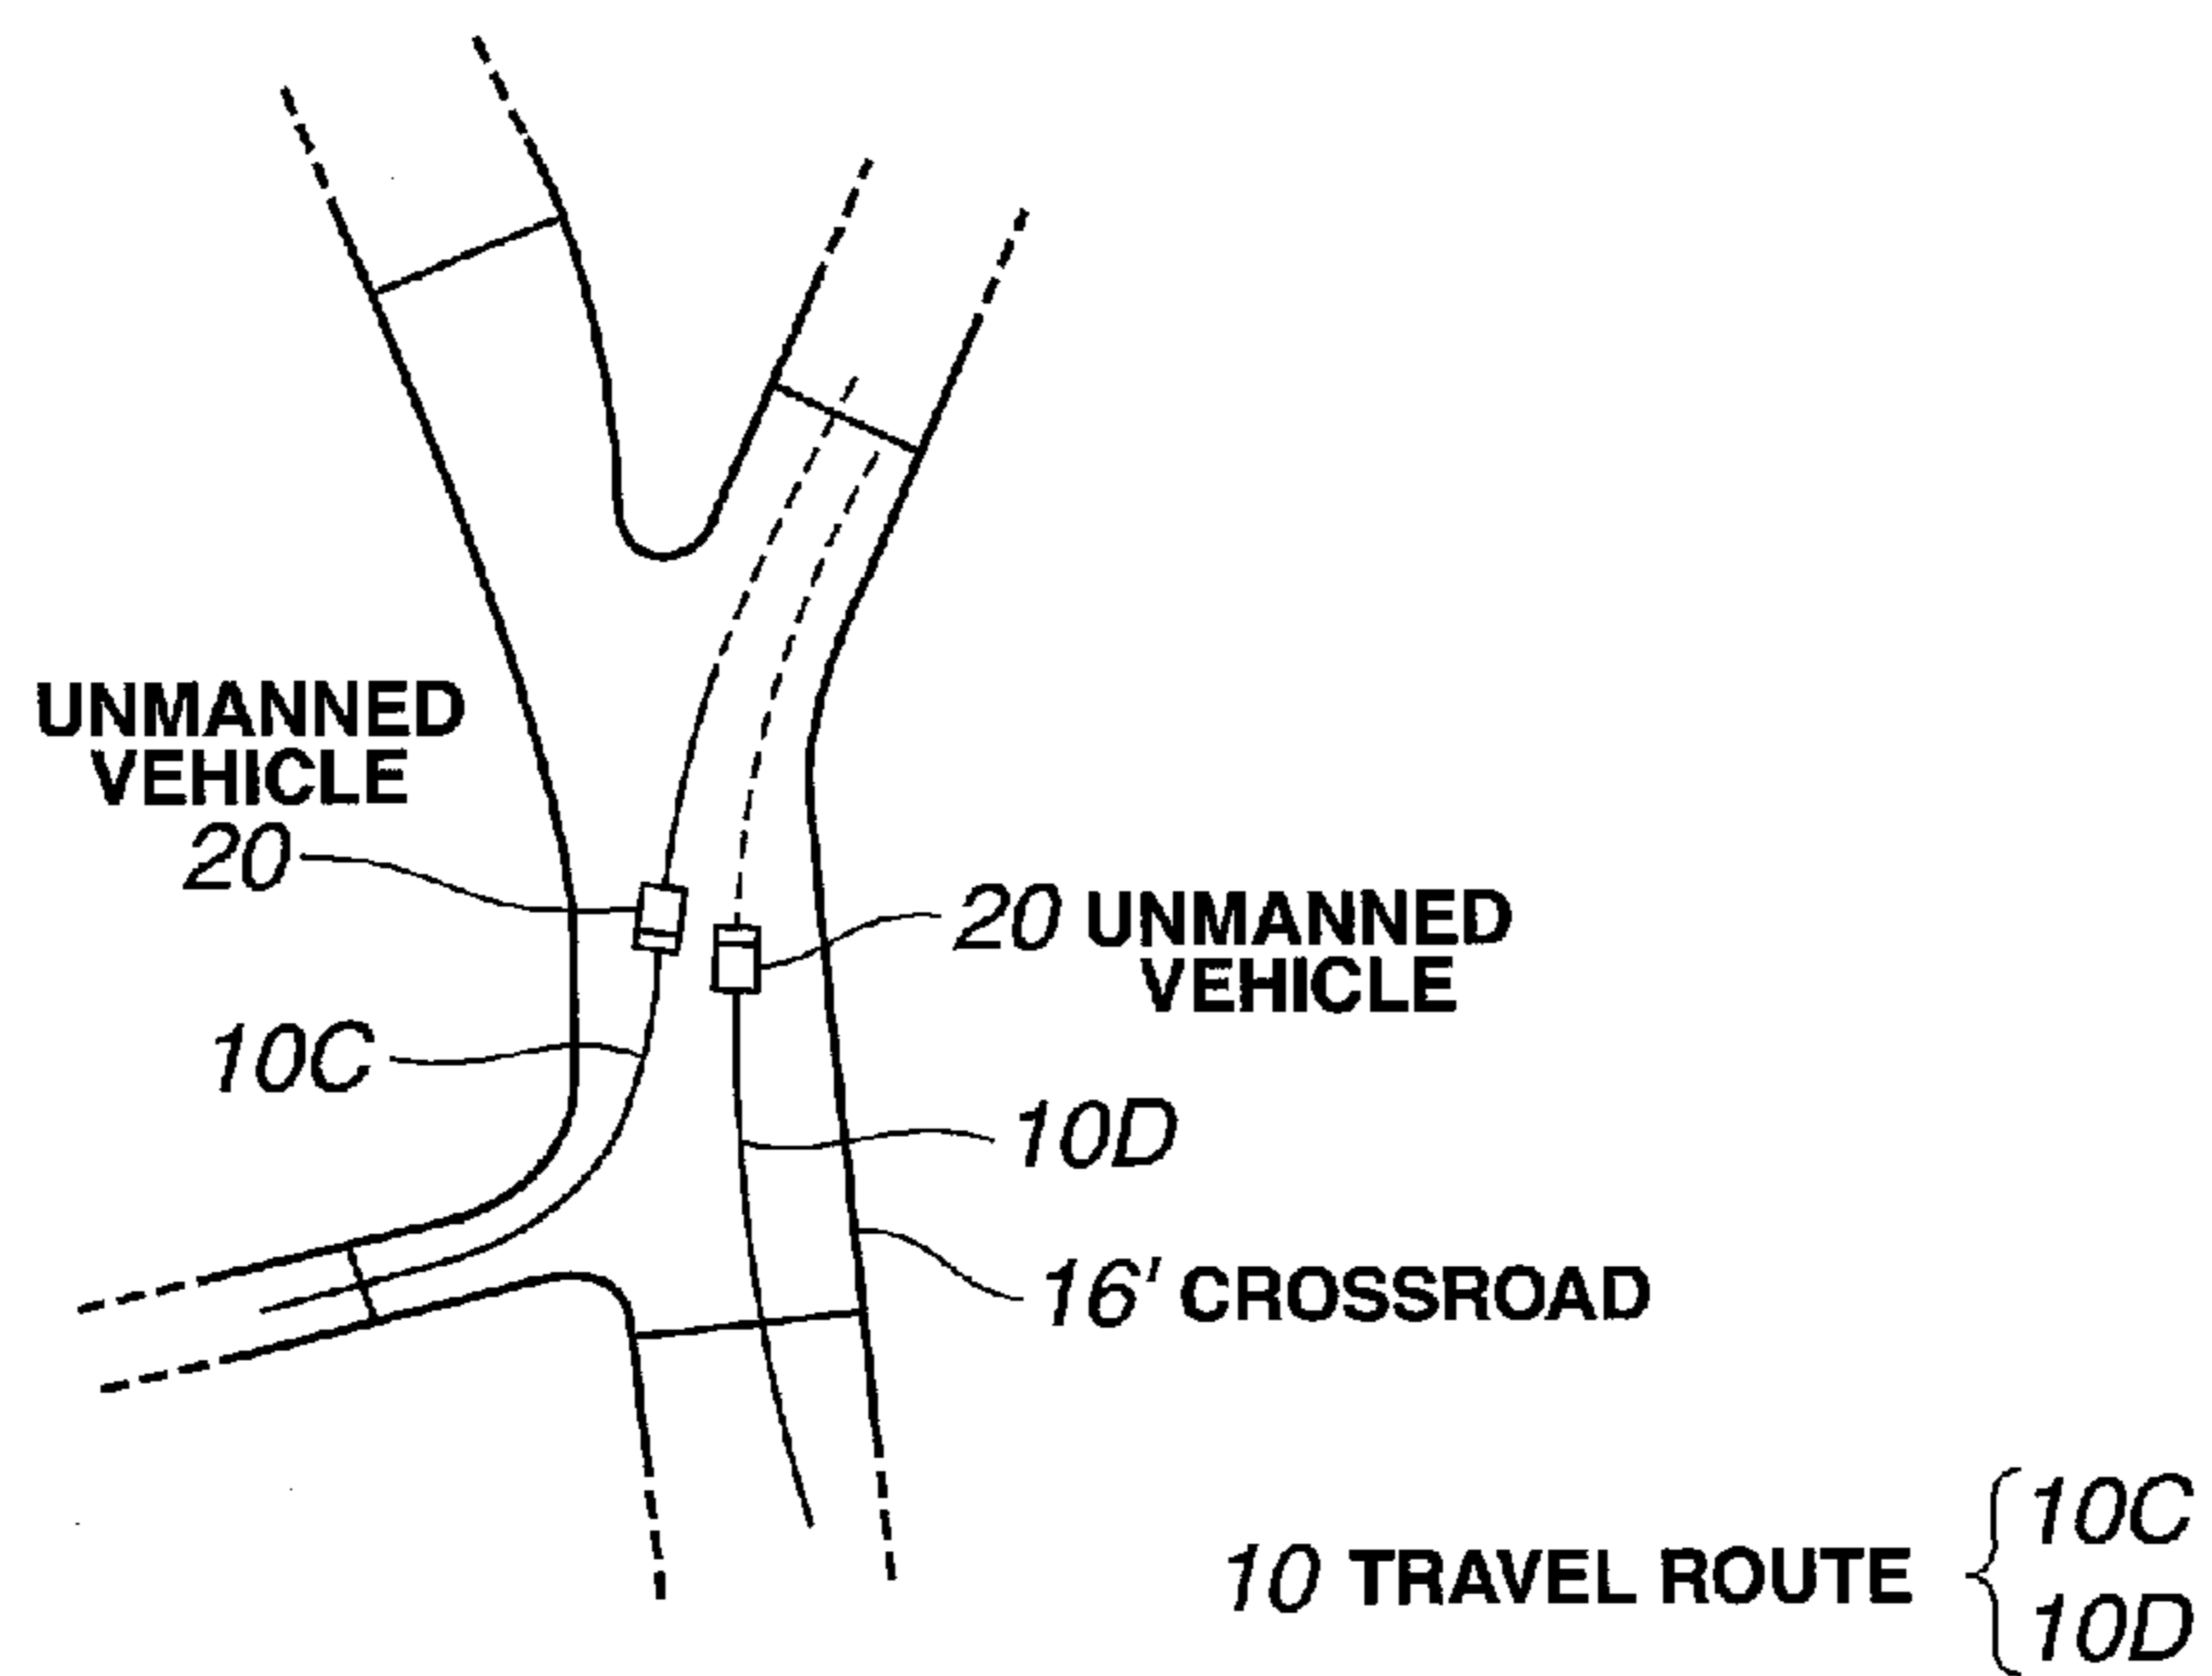 UNMANNED
VEHICLE
20
20 UNMANNED
VEHICLE
10C
10D
16' CROSSROAD
10 TRAVEL ROUTE
10C
10D